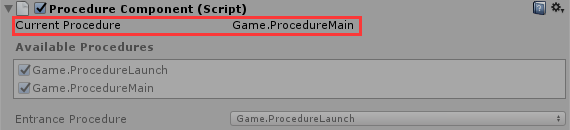 Procedure Component (Script)
Current Procedure Game.ProcedureMain
Available Procedures
Game.ProcedureLaunch
Game.ProcedureMain
Entrance Procedure Game.ProcedureLaunch